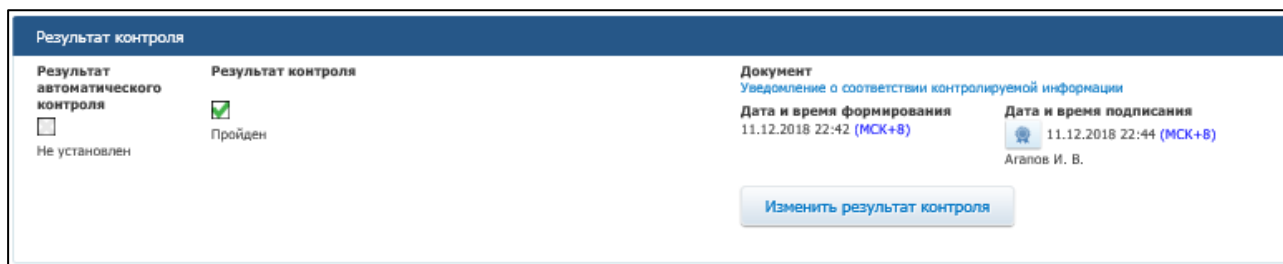 Результат контроля
Результат
автоматического
контроля
Не установлен
Результат контроля
Пройден
Документ
Уведомление о соответствии контролируемой информации
Дата и время формирования
11.12.2018 22:42 (МСК+8)
Дата и время подписания
11.12.2018 22:44 (МСК+8)
Агапов И. В.
Изменить результат контроля